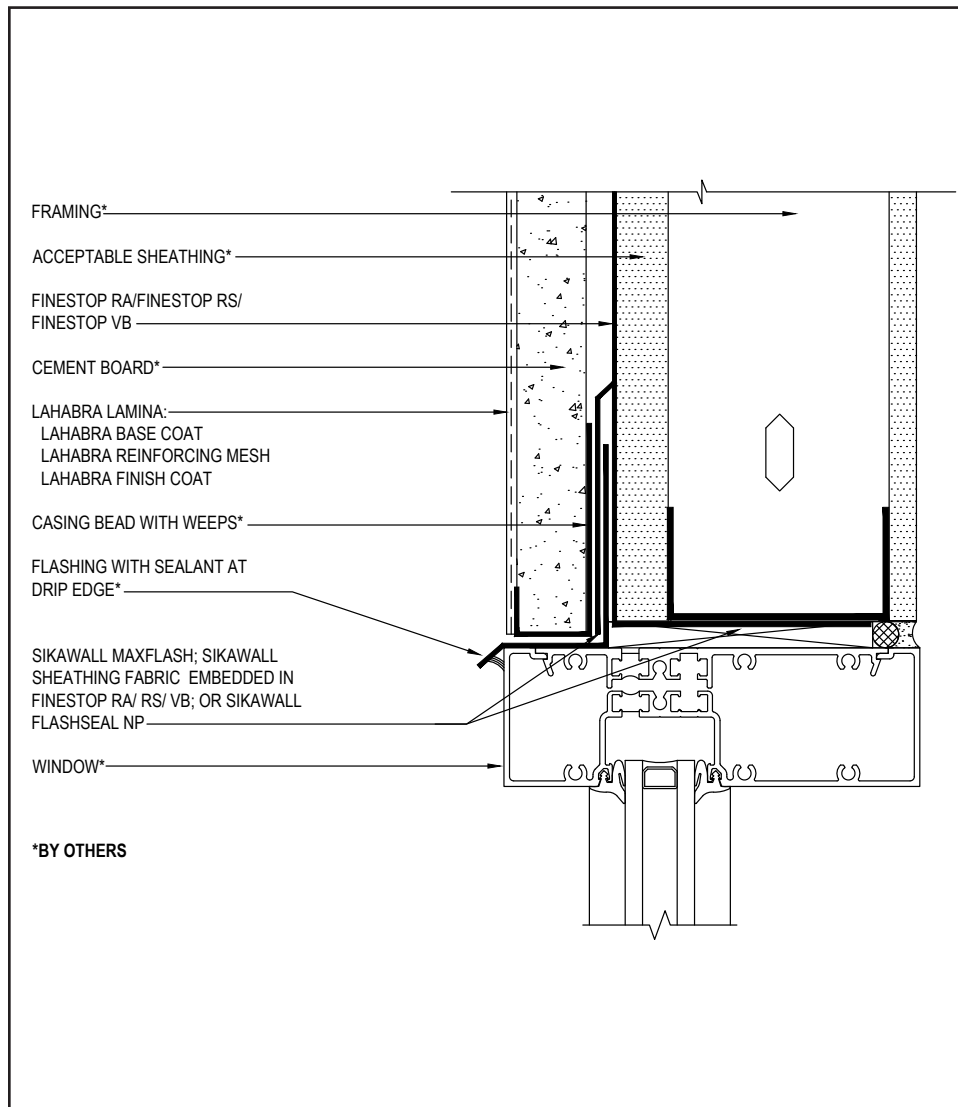 FRAMING*
ACCEPTABLE SHEATHING*
FINESTOP RA/FINESTOP RS/
FINESTOP VB
CEMENT BOARD*
LAHABRA LAMINA:
LAHABRA BASE COAT
LAHABRA REINFORCING MESH
LAHABRA FINISH COAT
CASING BEAD WITH WEEPS*
FLASHING WITH SEALANT AT
DRIP EDGE*
SIKAWALL MAXFLASH; SIKAWALL
SHEATHING FABRIC EMBEDDED IN
FINESTOP RA/ RS/ VB; OR SIKAWALL
FLASHSEAL NP
WINDOW*
*BY OTHERS